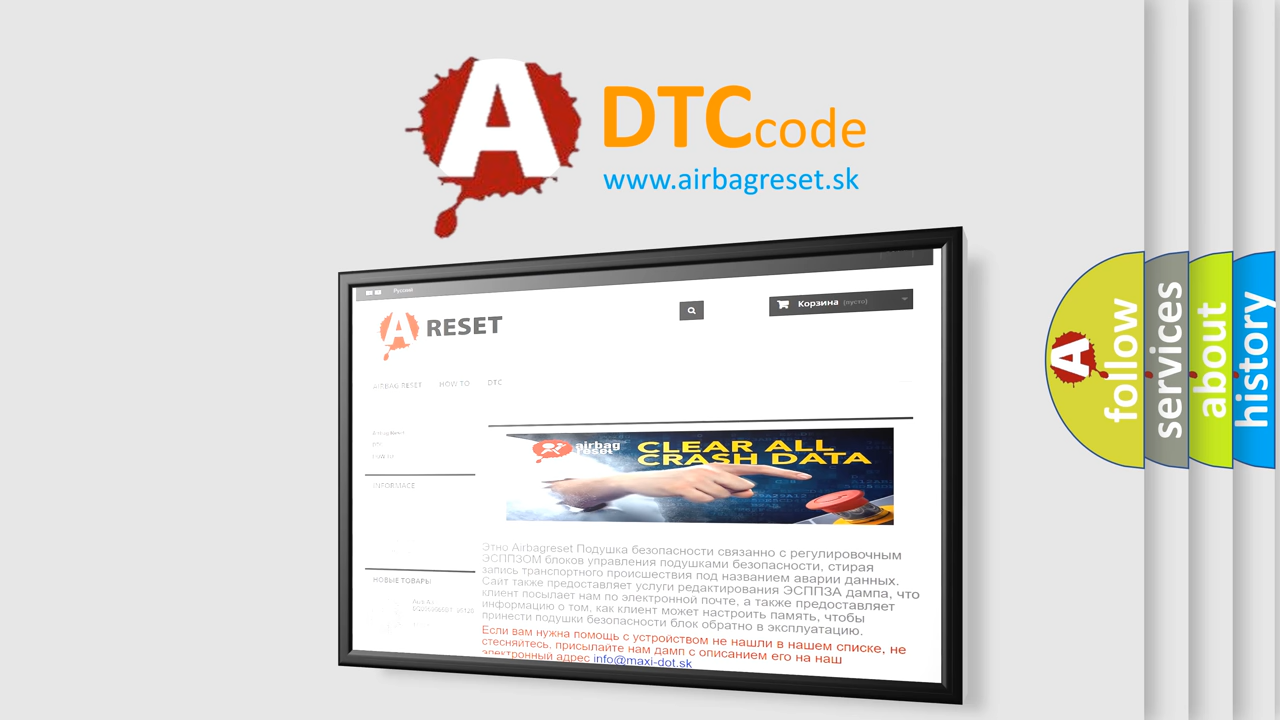 A DTC code
www.airbagreset.sk
Русский
Корзина (пусто)
A RESET
AIRBAG RESET HOW TO DTC
airbag
reset
CLEAR ALL
CRASH DATA
INFORMACE
Этно Airbagreset Подушка безопасности связанно с регулировочным
ЭСППЗОМ блоков управления подушками безопасности, стирая
запись транспортного происшествия под названием аварии данных.
Сайт также предоставляет услуги редактирования ЭСППЗА дампа, что
клиент посылает нам по электронной почте, а также предоставляет
информацию о том, как клиент может настроить память, чтобы
принести подушки безопасности блок обратно в эксплуатацию.
Если вам нужна помощь с устройством не нашли в нашем списке, не
стесняйтесь, присылайте нам дамп с описанием его на наш
электронный адрес info@maxi-dot.sk
НОВЫЕ ТОВАРЫ
A follow
services
about
history